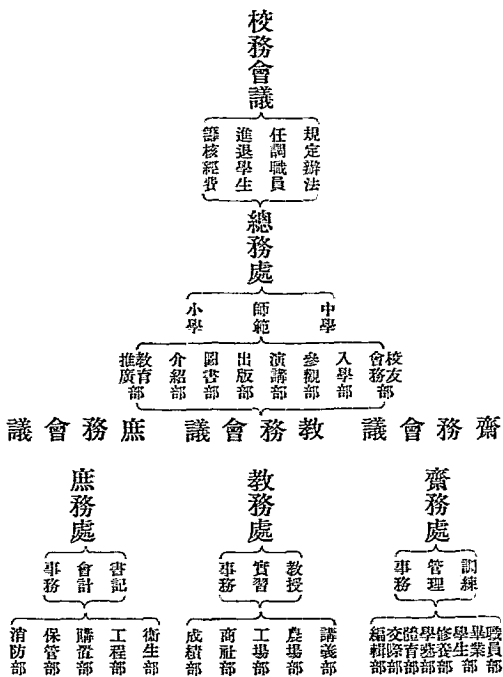 校務會議
規定辦法
任調職員
進退學生
籌核經費
總務處
中學
師範
小學
校友會務部
入學部
參觀部
演講部
出版部
圖書部
介紹部
教育推廣部
齋務會議
教務會議
庶務會議
齋務處
訓練
管理
事務
職員部
畢業部
學生部
修養部
學藝部
體育部
交際部
編輯部
教務處
教授
實習
事務
講義部
農場部
工場部
商社部
成績部
庶務處
書記
會計
事務
衛生部
工程部
購置部
保管部
消防部